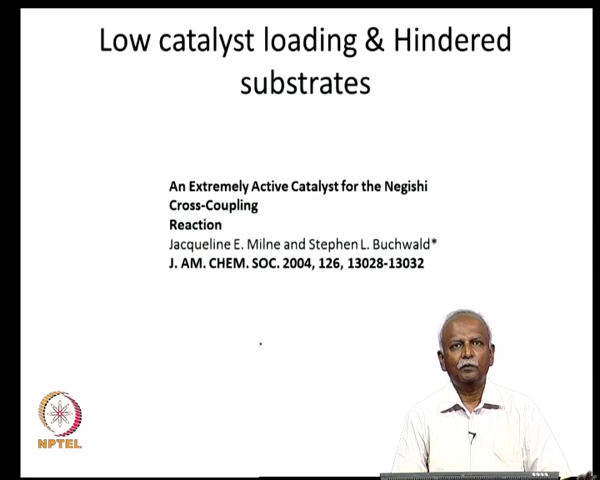 Low catalyst loading & Hindered
substrates
An Extremely Active Catalyst for the Negishi
Cross-Coupling
Reaction
Jacqueline E. Milne and Stephen L. Buchwald*
J. AM. CHEM. SOC. 2004, 126, 13028-13032
NPTEL